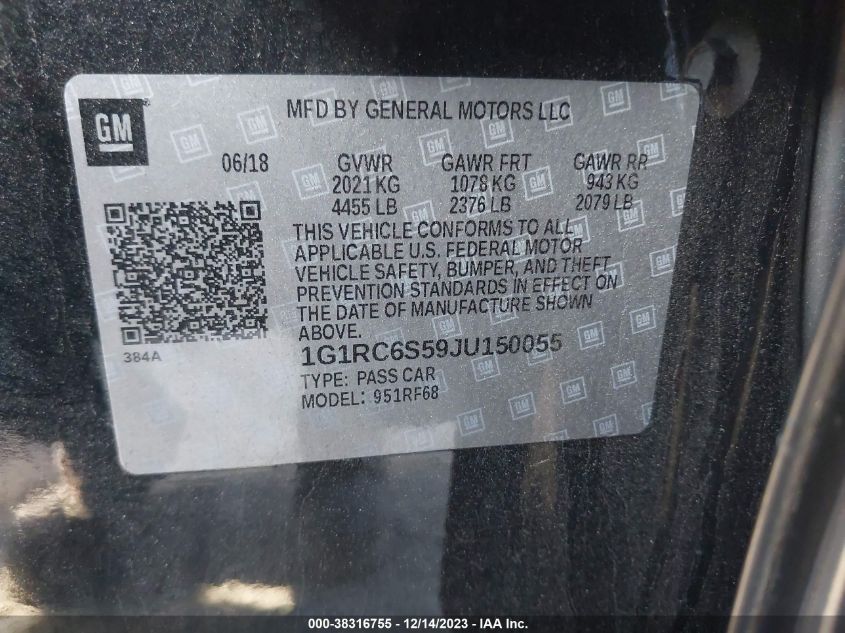 GM
MFD BY GENERAL MOTORS LLC
06/18 GVWR GAWR FRT GAWR RR
2021 KG 1078 KG 943 KG
4455 LB 2376 LB 2079 LB
THIS VEHICLE CONFORMS TO ALL
APPLICABLE U.S. FEDERAL MOTOR
VEHICLE SAFETY, BUMPER, AND THEFT
PREVENTION STANDARDS IN EFFECT ON
THE DATE OF MANUFACTURE SHOWN
ABOVE.
384A
1G1RC6S59JU150055
TYPE: PASS CAR
MODEL: 951RF68
000-38316755 - 12/14/2023 - IAA Inc.